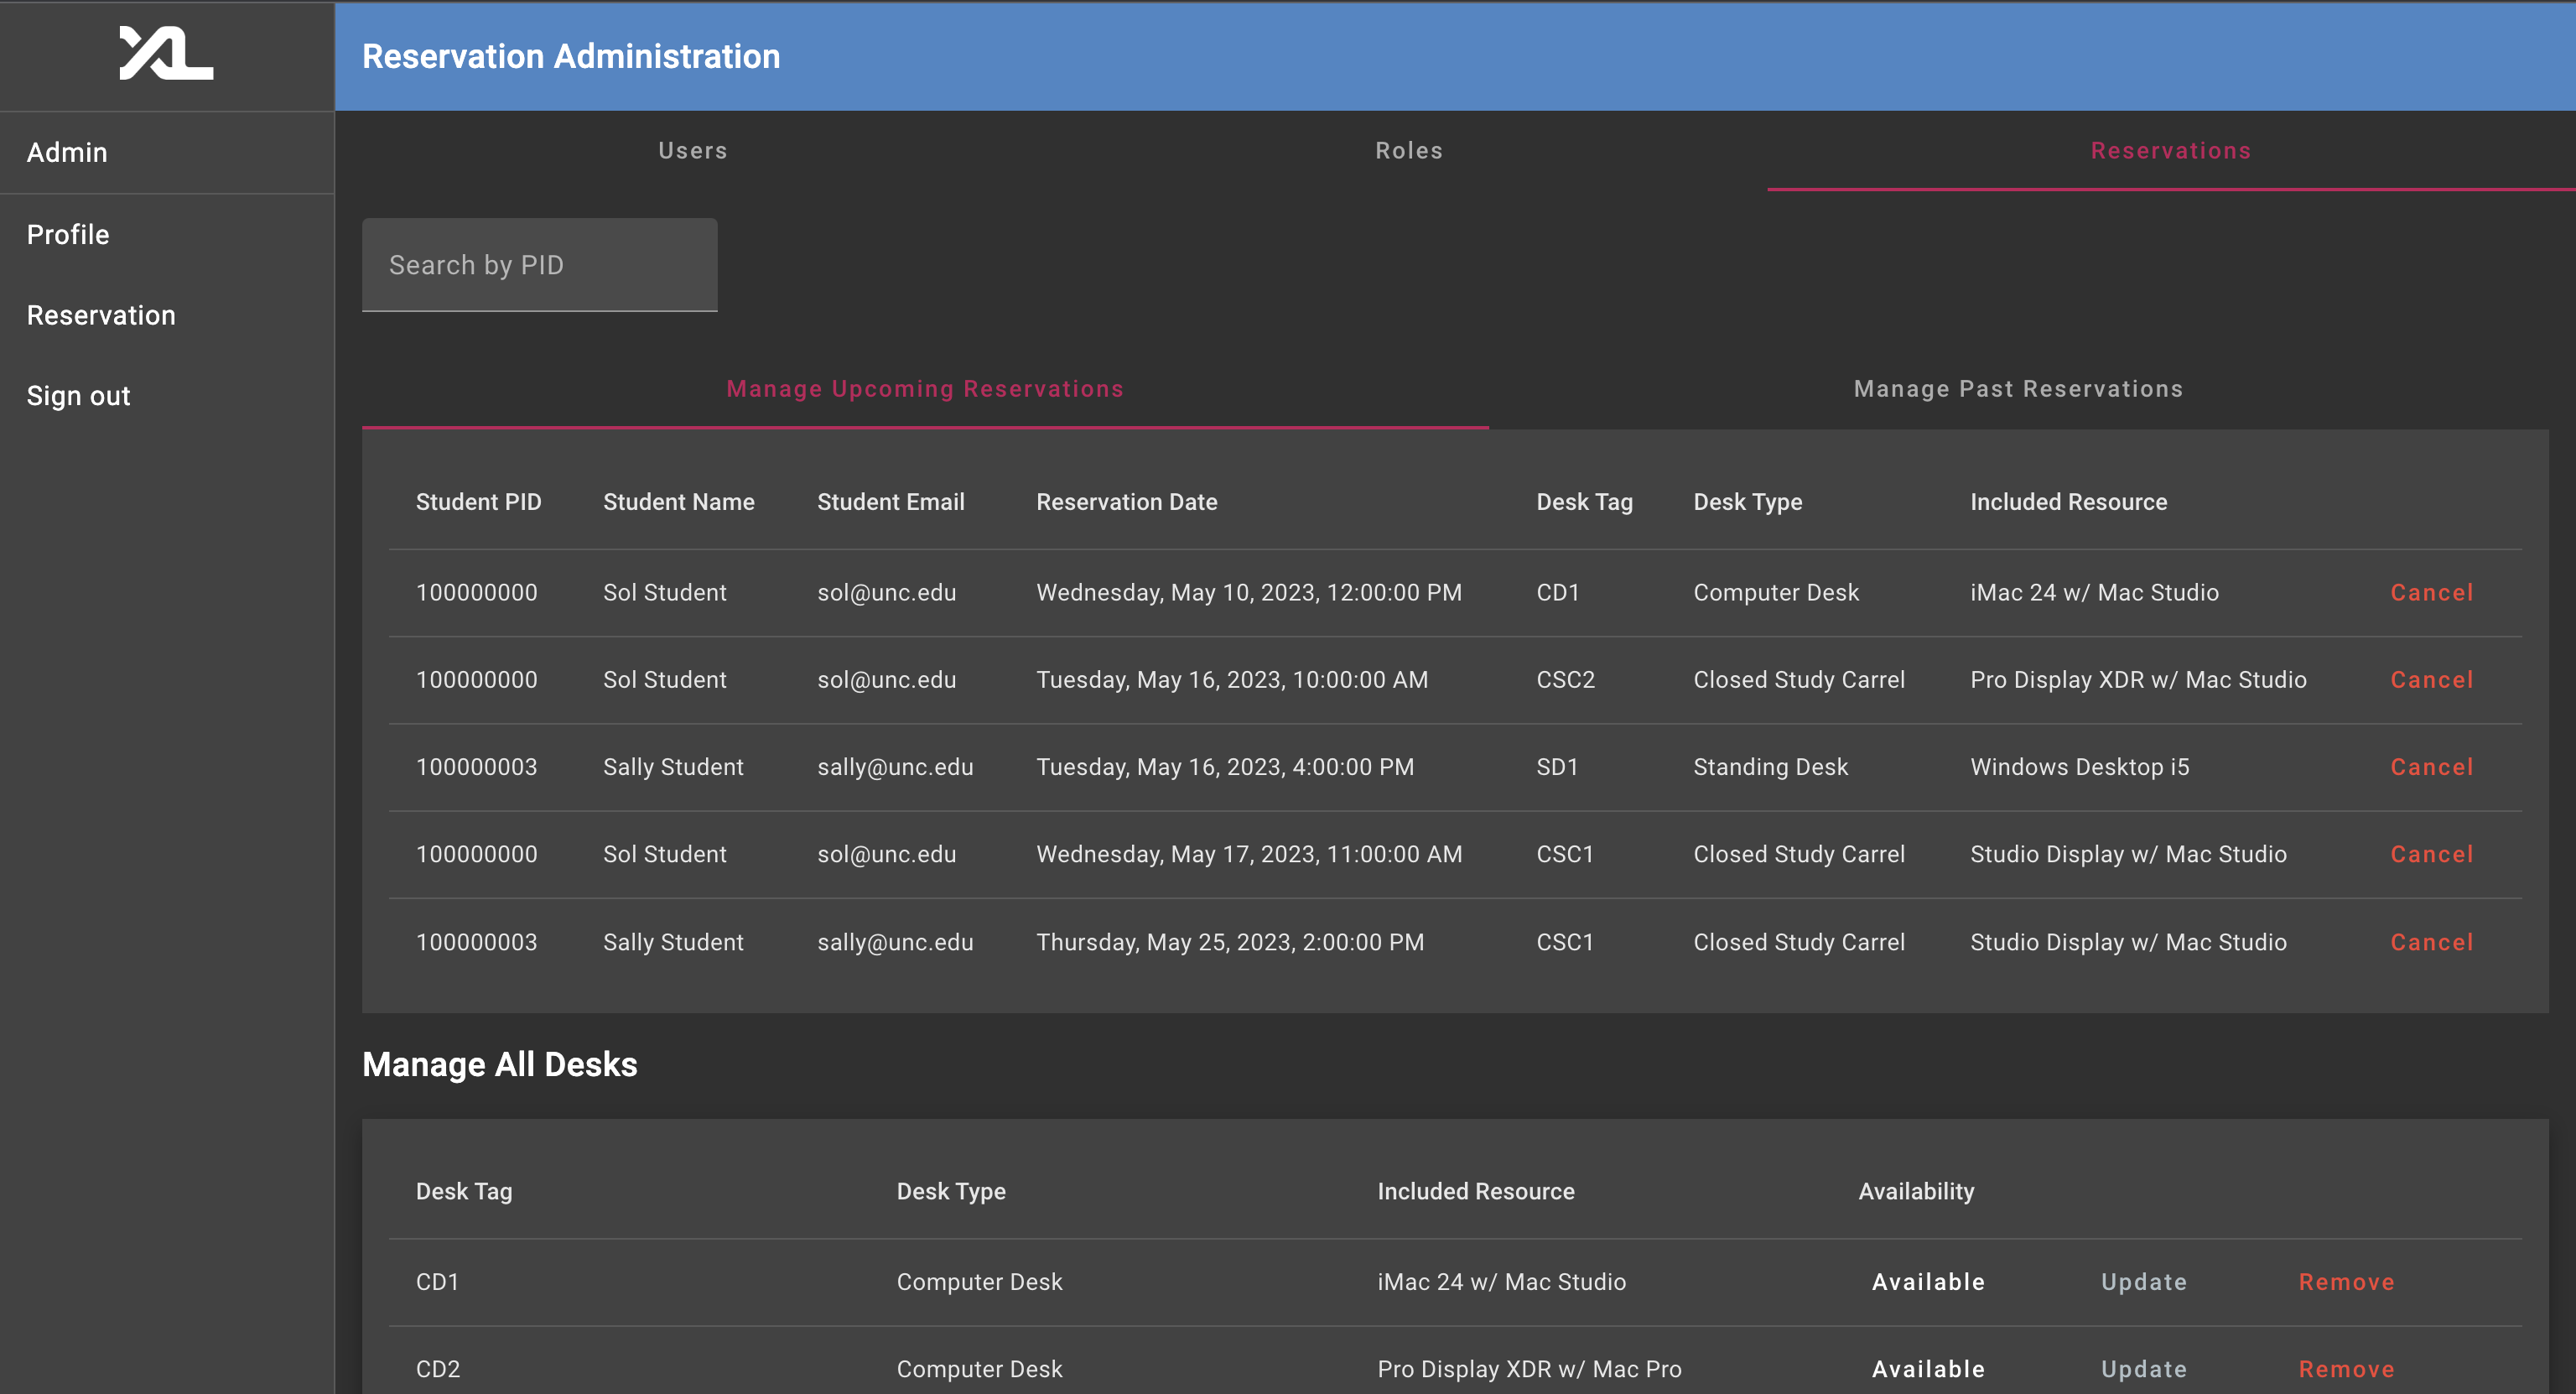 XL
Reservation Administration
Admin
Profile
Reservation
Sign out
Users Roles Reservations
Search by PID
Manage Upcoming Reservations Manage Past Reservations
Student PID Student Name Student Email Reservation Date Desk Tag Desk Type Included Resource
100000000 Sol Student sol@unc.edu Wednesday, May 10, 2023, 12:00:00 PM CD1 Computer Desk iMac 24 w/ Mac Studio Cancel
100000000 Sol Student sol@unc.edu Tuesday, May 16, 2023, 10:00:00 AM CSC2 Closed Study Carrel Pro Display XDR w/ Mac Studio Cancel
100000003 Sally Student sally@unc.edu Tuesday, May 16, 2023, 4:00:00 PM SD1 Standing Desk Windows Desktop i5 Cancel
100000000 Sol Student sol@unc.edu Wednesday, May 17, 2023, 11:00:00 AM CSC1 Closed Study Carrel Studio Display w/ Mac Studio Cancel
100000003 Sally Student sally@unc.edu Thursday, May 25, 2023, 2:00:00 PM CSC1 Closed Study Carrel Studio Display w/ Mac Studio Cancel
Manage All Desks
Desk Tag Desk Type Included Resource Availability
CD1 Computer Desk iMac 24 w/ Mac Studio Available Update Remove
CD2 Computer Desk Pro Display XDR w/ Mac Pro Available Update Remove